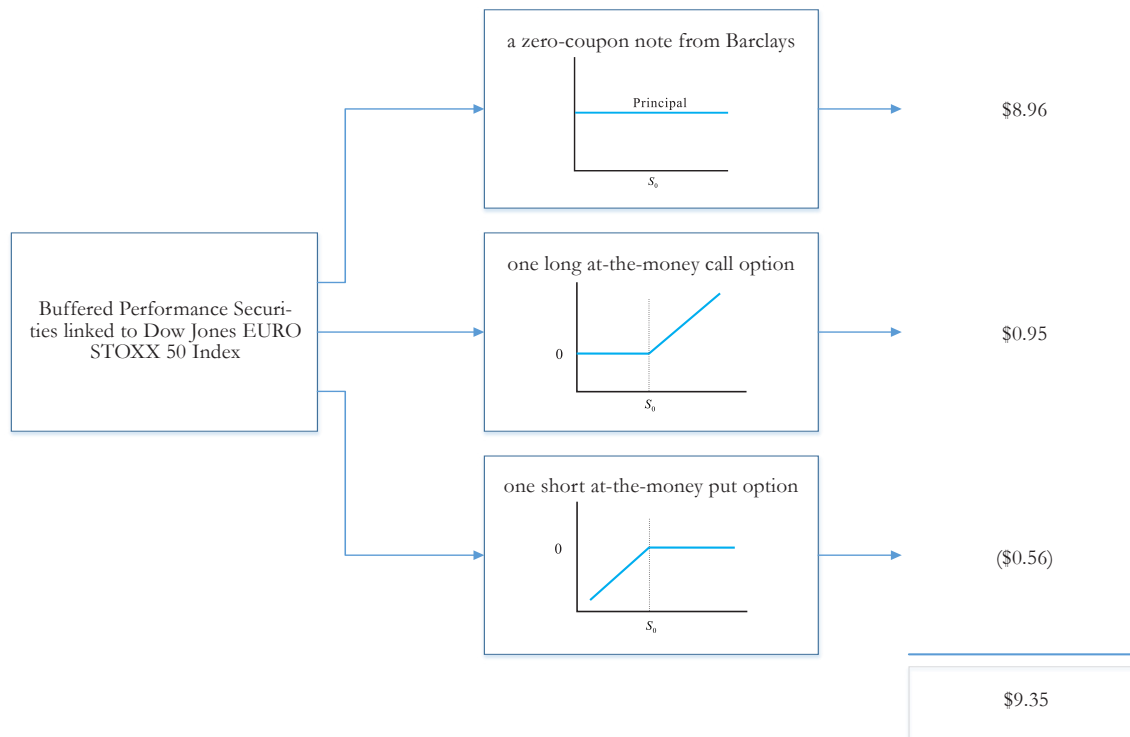 a zero-coupon note from Barclays
Principal
S₀
$8.96
Buffered Performance Securi-
ties linked to Dow Jones EURO
STOXX 50 Index
one long at-the-money call option
0
S₀
$0.95
one short at-the-money put option
0
S₀
($0.56)
$9.35